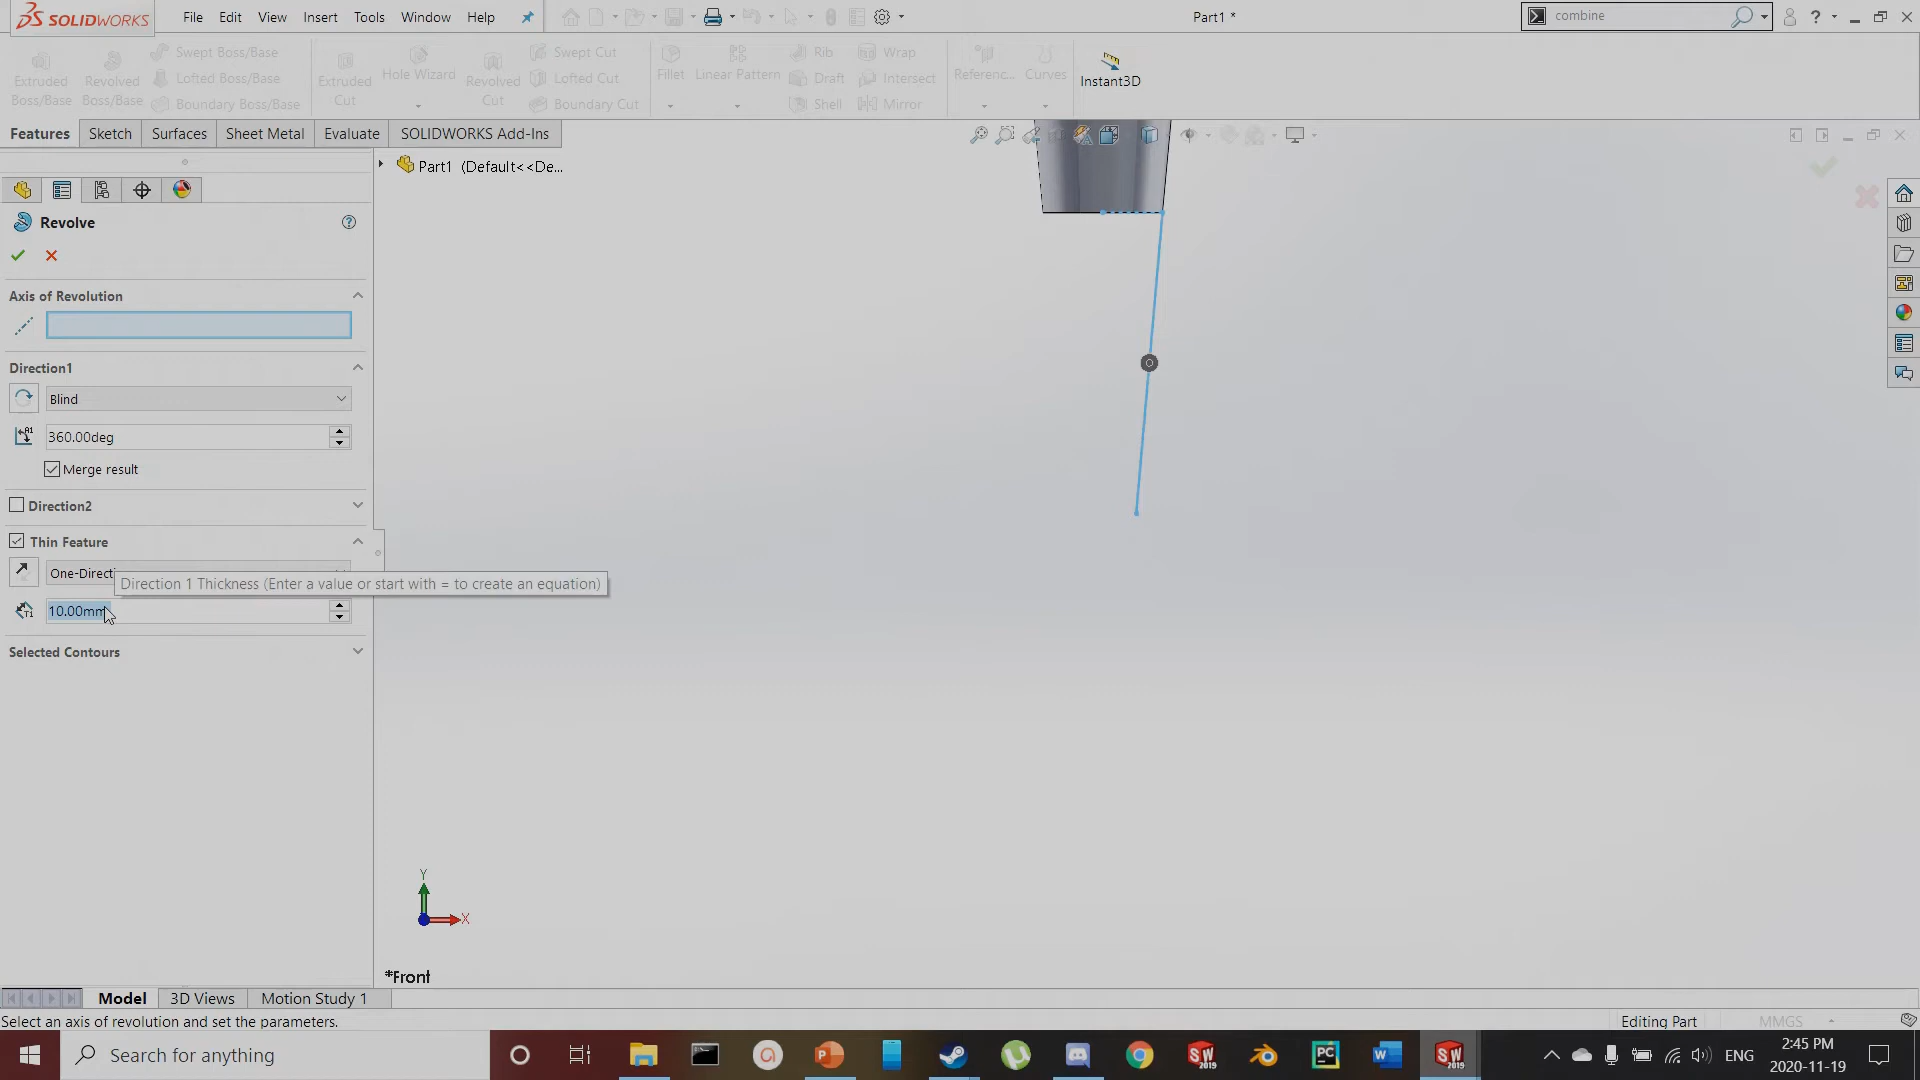 SOLIDWORKS
File Edit View Insert Tools Window Help
Part1 *
combine
Extruded Boss/Base
Revolved Boss/Base
Swept Boss/Base
Lofted Boss/Base
Boundary Boss/Base
Extruded Cut
Hole Wizard
Revolved Cut
Swept Cut
Lofted Cut
Boundary Cut
Fillet
Linear Pattern
Rib
Draft
Shell
Wrap
Intersect
Mirror
Referenc...
Curves
Instant3D
Features Sketch Surfaces Sheet Metal Evaluate SOLIDWORKS Add-Ins
Part1 (Default<<De...
Revolve
Axis of Revolution
Direction1
Blind
360.00deg
Merge result
Direction2
Thin Feature
One-Directi
Direction 1 Thickness (Enter a value or start with = to create an equation)
10.00mm
Selected Contours
Y
X
*Front
Model 3D Views Motion Study 1
Select an axis of revolution and set the parameters.
Editing Part MMGS
Search for anything
ENG
2:45 PM
2020-11-19